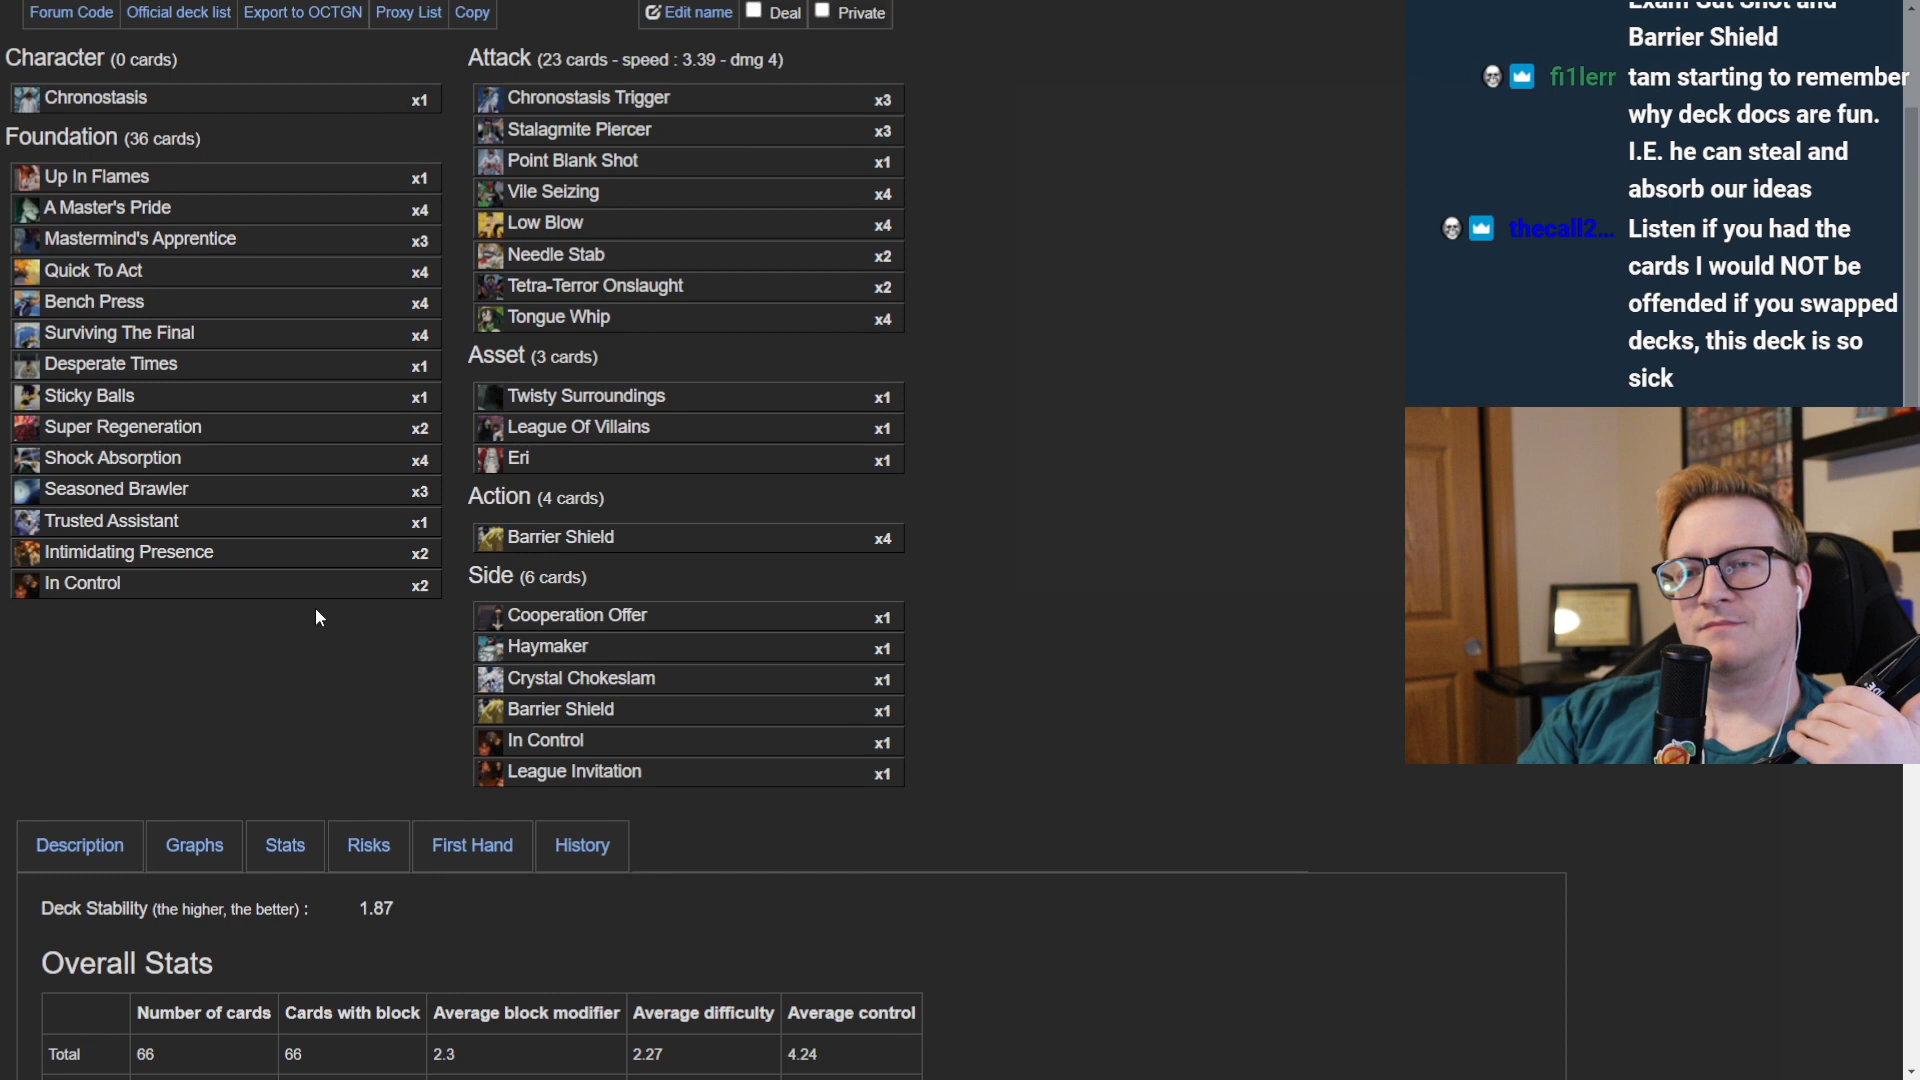 Forum Code
Official deck list
Export to OCTGN
Proxy List
Copy
Edit name
Deal
Private
Character (0 cards)
Chronostasis x1
Foundation (36 cards)
Up In Flames x1
A Master's Pride x4
Mastermind's Apprentice x3
Quick To Act x4
Bench Press x4
Surviving The Final x4
Desperate Times x1
Sticky Balls x1
Super Regeneration x2
Shock Absorption x4
Seasoned Brawler x3
Trusted Assistant x1
Intimidating Presence x2
In Control x2
Attack (23 cards - speed : 3.39 - dmg 4)
Chronostasis Trigger x3
Stalagmite Piercer x3
Point Blank Shot x1
Vile Seizing x4
Low Blow x4
Needle Stab x2
Tetra-Terror Onslaught x2
Tongue Whip x4
Asset (3 cards)
Twisty Surroundings x1
League Of Villains x1
Eri x1
Action (4 cards)
Barrier Shield x4
Side (6 cards)
Cooperation Offer x1
Haymaker x1
Crystal Chokeslam x1
Barrier Shield x1
In Control x1
League Invitation x1
Exam Gut Shot and
Barrier Shield
fi1lerr tam starting to remember
why deck docs are fun.
I.E. he can steal and
absorb our ideas
thecall2... Listen if you had the
cards I would NOT be
offended if you swapped
decks, this deck is so
sick
Description
Graphs
Stats
Risks
First Hand
History
Deck Stability (the higher, the better) : 1.87
Overall Stats
Number of cards Cards with block Average block modifier Average difficulty Average control
Total 66 66 2.3 2.27 4.24